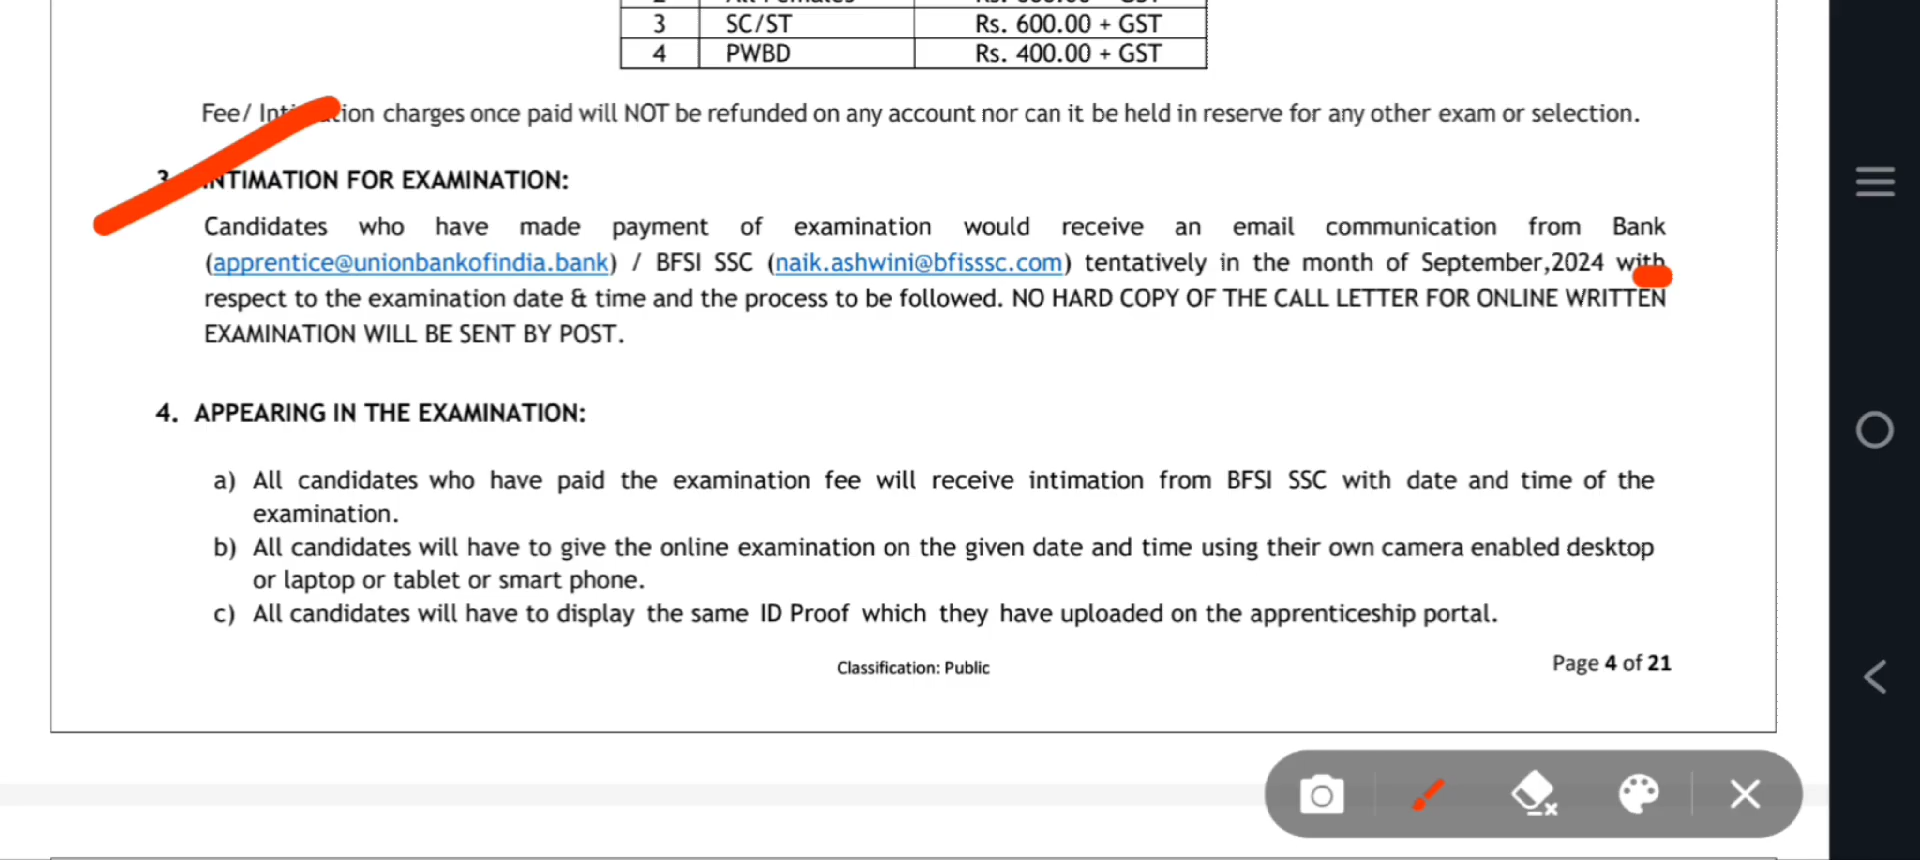 3 SC/ST Rs. 600.00 + GST
4 PWBD Rs. 400.00 + GST
Fee/ charges once paid will NOT be refunded on any account nor can it be held in reserve for any other exam or selection.
INTIMATION FOR EXAMINATION:
Candidates who have made payment of examination would receive an email communication from Bank
(apprentice@unionbankofindia.bank) / BFSI SSC (naik.ashwini@bfisssc.com) tentatively in the month of September,2024 with
respect to the examination date & time and the process to be followed. NO HARD COPY OF THE CALL LETTER FOR ONLINE WRITTEN
EXAMINATION WILL BE SENT BY POST.
4. APPEARING IN THE EXAMINATION:
a) All candidates who have paid the examination fee will receive intimation from BFSI SSC with date and time of the
examination.
b) All candidates will have to give the online examination on the given date and time using their own camera enabled desktop
or laptop or tablet or smart phone.
c) All candidates will have to display the same ID Proof which they have uploaded on the apprenticeship portal.
Classification: Public
Page 4 of 21